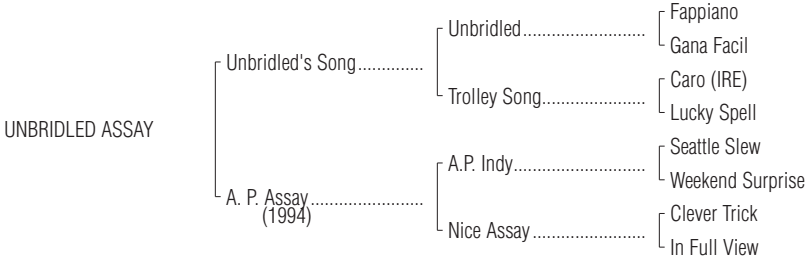 Fappiano
Unbridled..........................
Gana Facil
Unbridled's Song..............
Caro (IRE)
Trolley Song......................
Lucky Spell
UNBRIDLED ASSAY
Seattle Slew
A.P. Indy............................
Weekend Surprise
A. P. Assay........................
(1994)
Clever Trick
Nice Assay........................
In Full View